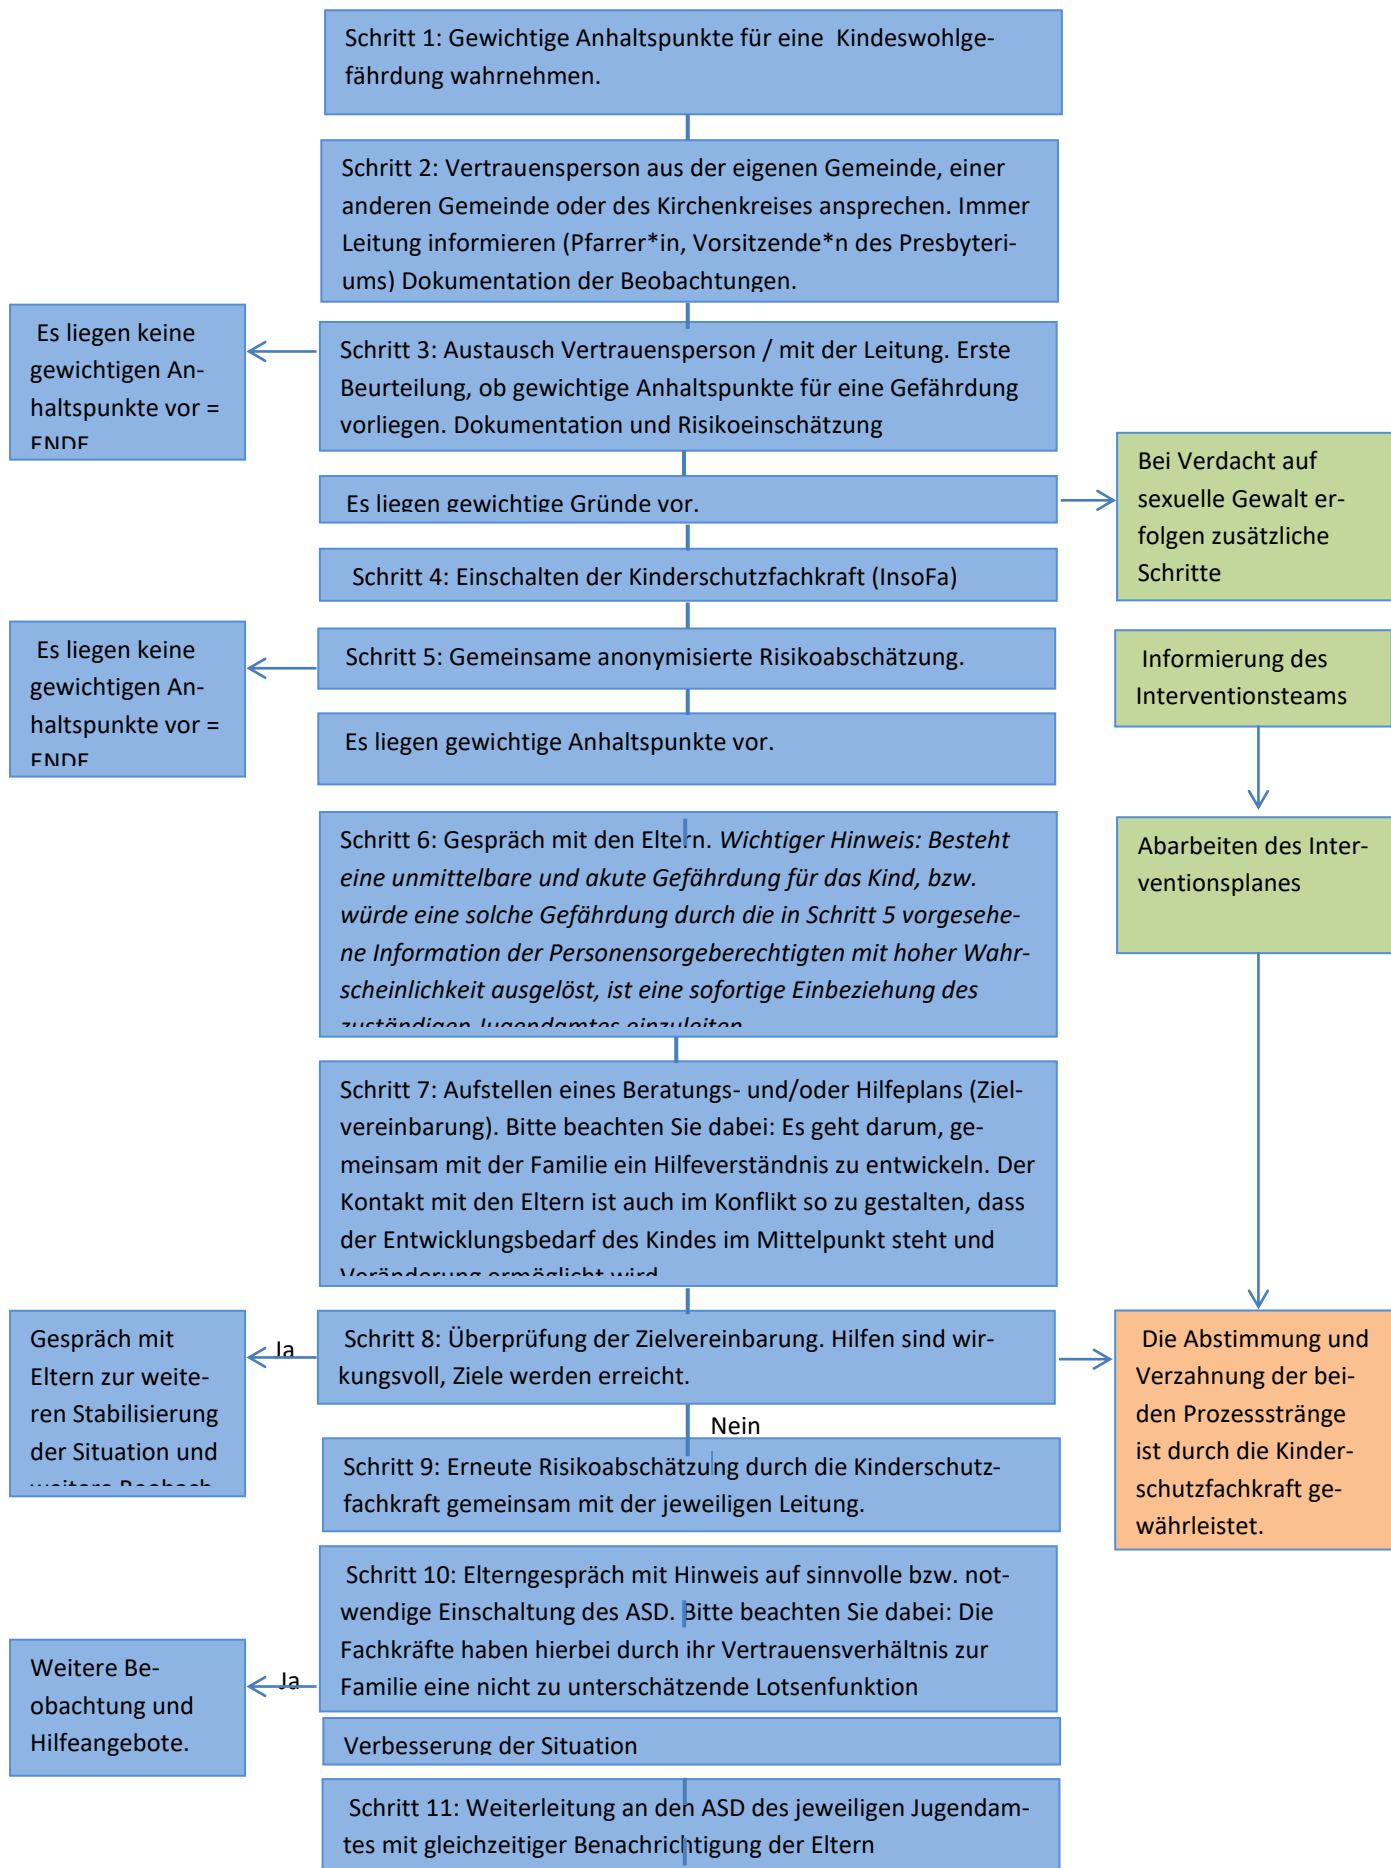 Schritt 1: Gewichtige Anhaltspunkte für eine Kindeswohlge-
fährdung wahrnehmen.
Schritt 2: Vertrauensperson aus der eigenen Gemeinde, einer
anderen Gemeinde oder des Kirchenkreises ansprechen. Immer
Leitung informieren (Pfarrer*in, Vorsitzende*n des Presbyteri-
ums) Dokumentation der Beobachtungen.
Es liegen keine
gewichtigen An-
haltspunkte vor =
ENDE
Schritt 3: Austausch Vertrauensperson / mit der Leitung. Erste
Beurteilung, ob gewichtige Anhaltspunkte für eine Gefährdung
vorliegen. Dokumentation und Risikoeinschätzung
Es liegen gewichtige Gründe vor.
Bei Verdacht auf
sexuelle Gewalt er-
folgen zusätzliche
Schritte
Schritt 4: Einschalten der Kinderschutzfachkraft (InsoFa)
Es liegen keine
gewichtigen An-
haltspunkte vor =
ENDE
Schritt 5: Gemeinsame anonymisierte Risikoabschätzung.
Informierung des
Interventionsteams
Es liegen gewichtige Anhaltspunkte vor.
Schritt 6: Gespräch mit den Eltern. Wichtiger Hinweis: Besteht
eine unmittelbare und akute Gefährdung für das Kind, bzw.
würde eine solche Gefährdung durch die in Schritt 5 vorgesehe-
ne Information der Personensorgeberechtigten mit hoher Wahr-
scheinlichkeit ausgelöst, ist eine sofortige Einbeziehung des
zuständigen Jugendamtes einzuleiten
Abarbeiten des Inter-
ventionsplanes
Schritt 7: Aufstellen eines Beratungs- und/oder Hilfeplans (Ziel-
vereinbarung). Bitte beachten Sie dabei: Es geht darum, ge-
meinsam mit der Familie ein Hilfeverständnis zu entwickeln. Der
Kontakt mit den Eltern ist auch im Konflikt so zu gestalten, dass
der Entwicklungsbedarf des Kindes im Mittelpunkt steht und
Veränderung ermöglicht wird
Gespräch mit
Eltern zur weite-
ren Stabilisierung
der Situation und
weitere Beobach
Ja
Schritt 8: Überprüfung der Zielvereinbarung. Hilfen sind wir-
kungsvoll, Ziele werden erreicht.
Die Abstimmung und
Verzahnung der bei-
den Prozessstränge
ist durch die Kinder-
schutzfachkraft ge-
währleistet.
Nein
Schritt 9: Erneute Risikoabschätzung durch die Kinderschutz-
fachkraft gemeinsam mit der jeweiligen Leitung.
Schritt 10: Elterngespräch mit Hinweis auf sinnvolle bzw. not-
wendige Einschaltung des ASD. Bitte beachten Sie dabei: Die
Fachkräfte haben hierbei durch ihr Vertrauensverhältnis zur
Familie eine nicht zu unterschätzende Lotsenfunktion
Weitere Be-
obachtung und
Hilfeangebote.
Ja
Verbesserung der Situation
Schritt 11: Weiterleitung an den ASD des jeweiligen Jugendam-
tes mit gleichzeitiger Benachrichtigung der Eltern